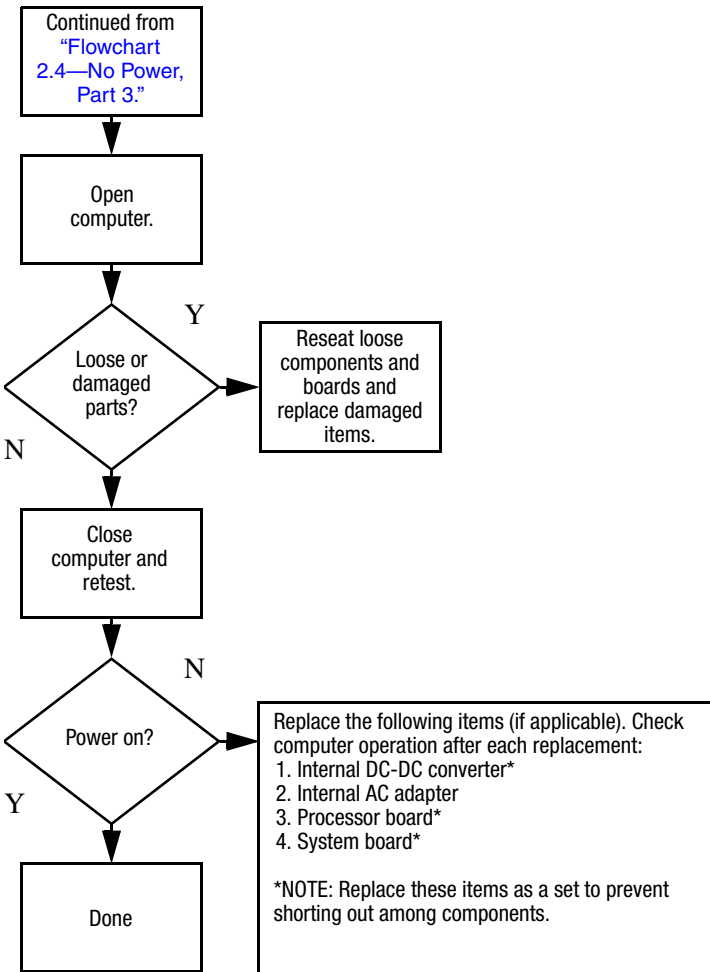 Continued from
“Flowchart
2.4—No Power,
Part 3.”
Open
computer.
Y
Loose or
damaged
parts?
Reseat loose
components and
boards and
replace damaged
items.
N
Close
computer and
retest.
N
Power on?
Replace the following items (if applicable). Check
computer operation after each replacement:
1. Internal DC-DC converter*
2. Internal AC adapter
3. Processor board*
4. System board*
*NOTE: Replace these items as a set to prevent
shorting out among components.
Y
Done